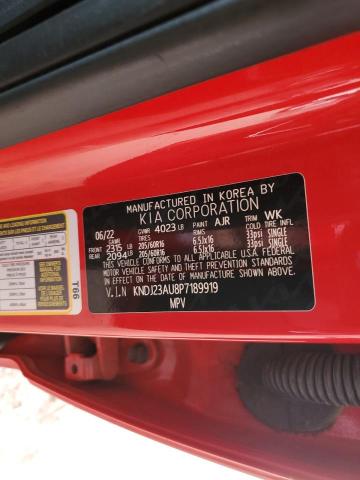 MANUFACTURED IN KOREA BY
KIA CORPORATION
06/22 GVWR 4023 LB PAINT AJR TRIM WK
GAWR TIRES RIMS COLD TIRE INFL
FRONT 2315 LB 205/60R16 6.5Jx16 33psi SINGLE
REAR 2094 LB 205/60R16 6.5Jx16 33psi SINGLE
THIS VEHICLE CONFORMS TO ALL APPLICABLE U.S.A FEDERAL
MOTOR VEHICLE SAFETY BUMPER AND THEFT PREVENTION STANDARDS
IN EFFECT ON THE DATE OF MANUFACTURE SHOWN ABOVE.
V.I.N KNDJ23AU8P7189919
MPV
T66